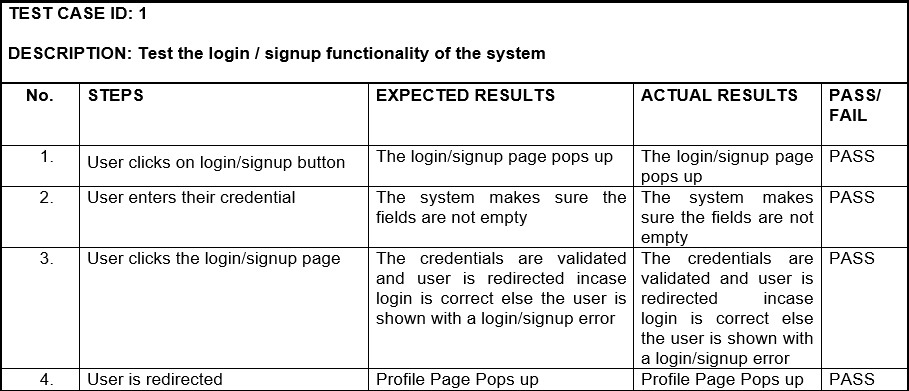 TEST CASE ID: 1
DESCRIPTION: Test the login / signup functionality of the system
No. STEPS EXPECTED RESULTS ACTUAL RESULTS PASS/
FAIL
1. User clicks on login/signup button The login/signup page pops up The login/signup page PASS
pops up
2. User enters their credential The system makes sure the The system makes PASS
fields are not empty sure the fields are not
empty
3. User clicks the login/signup page The credentials are validated The credentials are PASS
and user is redirected incase validated and user is
login is correct else the user is redirected incase
shown with a login/signup error login is correct else
the user is shown with
a login/signup error
4. User is redirected Profile Page Pops up Profile Page Pops up PASS